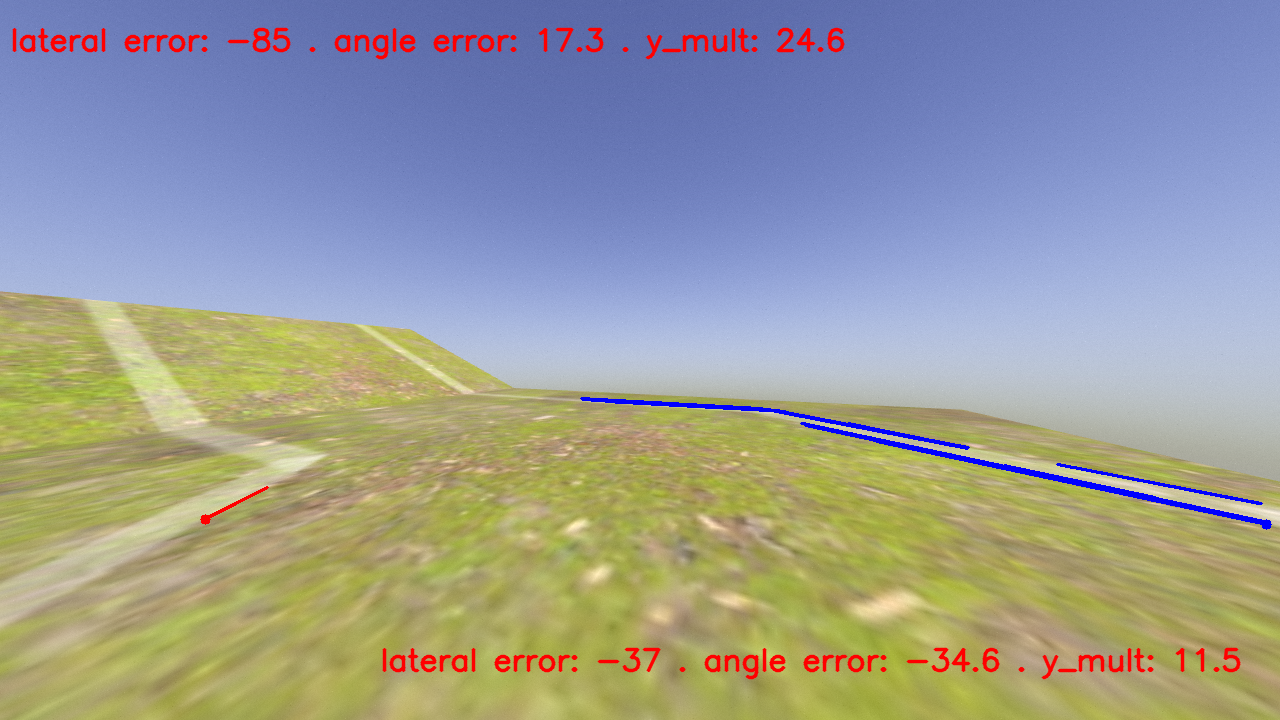 lateral error: -85 . angle error: 17.3 . y_mult: 24.6
lateral error: -37 . angle error: -34.6 . y_mult: 11.5